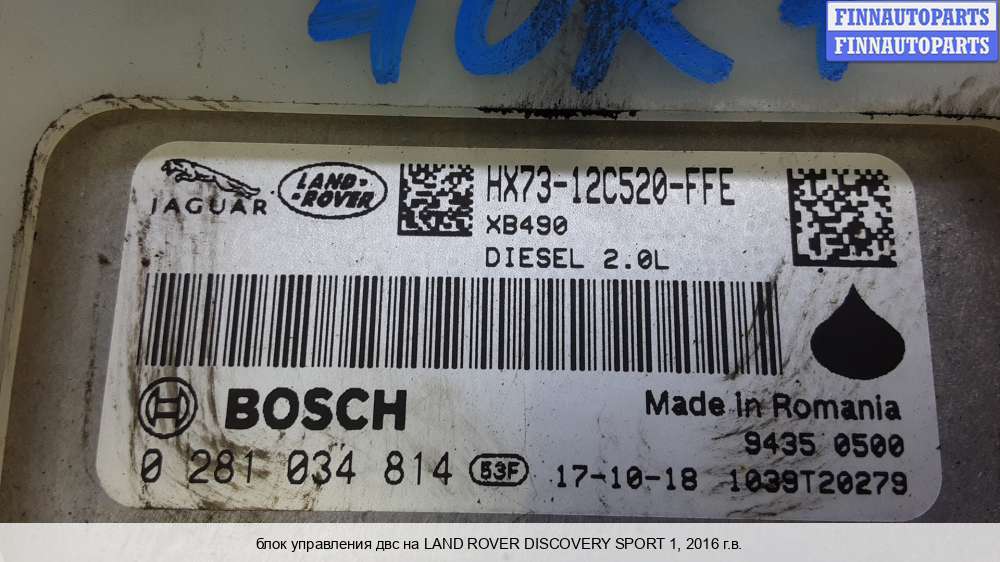 FINNAUTOPARTS
FINNAUTOPARTS
JAGUAR
LAND-
-ROVER
HX73-12C520-FFE
XB490
DIESEL 2.0L
BOSCH
Made in Romania
9435 0500
0 281 034 814 53F 17-10-18 1039T20279
блок управления двс на LAND ROVER DISCOVERY SPORT 1, 2016 г.в.